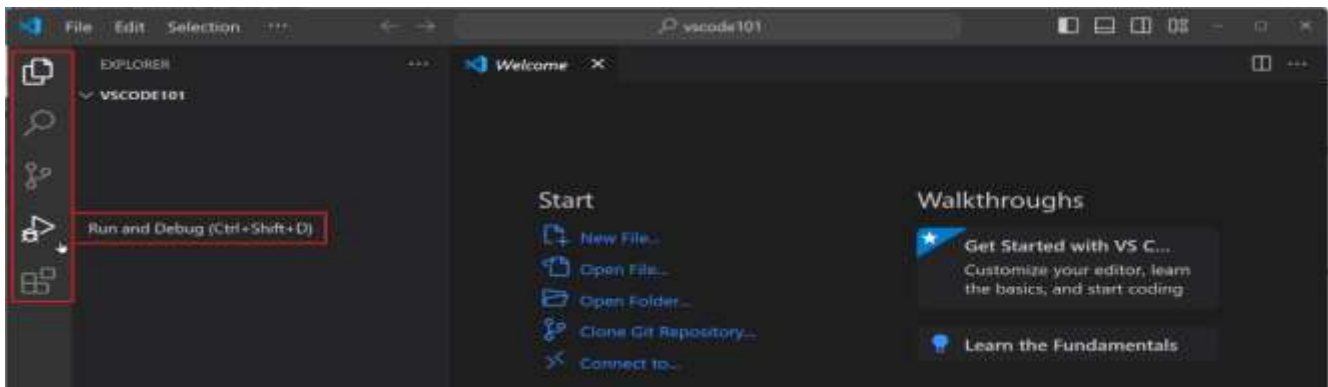 File Edit Selection ··· vscode101
EXPLORER ···
Welcome
VSCODE101
Start
New File...
Open File...
Open Folder...
Clone Git Repository...
Connect to...
Run and Debug (Ctrl+Shift+D)
Walkthroughs
Get Started with VS C...
Customize your editor, learn
the basics, and start coding
Learn the Fundamentals